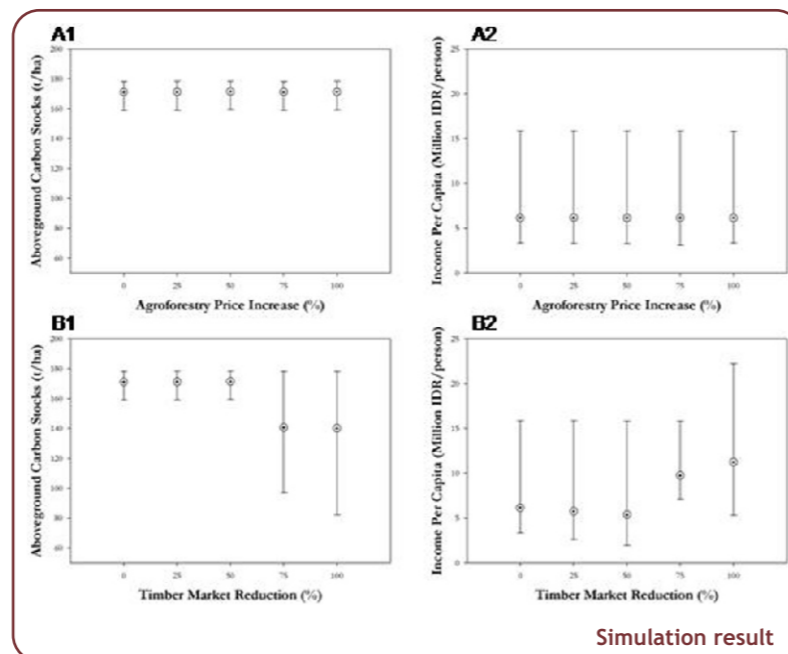 A1
Aboveground Carbon Stocks (t/ha)
200
180
160
140
120
100
80
60
0 25 50 75 100
Agroforestry Price Increase (%)
A2
Income Per Capita (Million IDR/person)
25
20
15
10
5
0
0 25 50 75 100
Agroforestry Price Increase (%)
B1
Aboveground Carbon Stocks (t/ha)
200
180
160
140
120
100
80
60
0 25 50 75 100
Timber Market Reduction (%)
B2
Income Per Capita (Million IDR/person)
25
20
15
10
5
0
0 25 50 75 100
Timber Market Reduction (%)
Simulation result